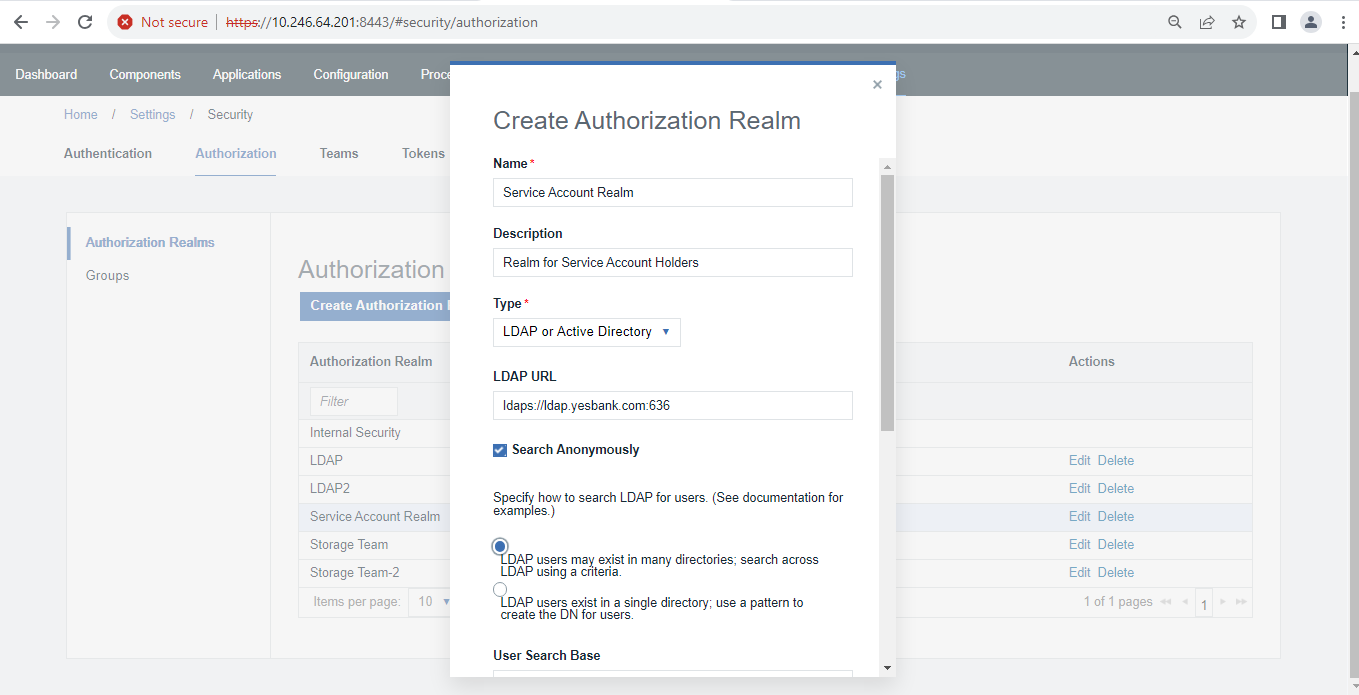 Not secure https://10.246.64.201:8443/#security/authorization
Dashboard Components Applications Configuration
Home / Settings / Security
Authentication Authorization Teams Tokens
Authorization Realms
Groups
Authorization
Create Authorization
Authorization Realm Actions
Filter
Internal Security
LDAP Edit Delete
LDAP2 Edit Delete
Service Account Realm Edit Delete
Storage Team Edit Delete
Storage Team-2 Edit Delete
Items per page: 10 ▾ 1 of 1 pages 1
×
Create Authorization Realm
Name*
Service Account Realm
Description
Realm for Service Account Holders
Type*
LDAP or Active Directory ▾
LDAP URL
ldaps://ldap.yesbank.com:636
Search Anonymously
Specify how to search LDAP for users. (See documentation for
examples.)
LDAP users may exist in many directories; search across
LDAP using a criteria.
LDAP users exist in a single directory; use a pattern to
create the DN for users.
User Search Base